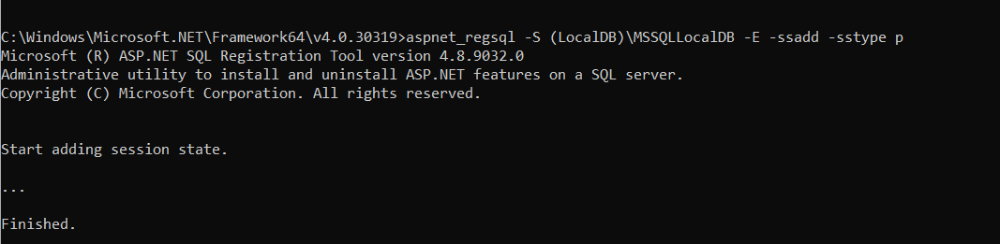 C:\Windows\Microsoft.NET\Framework64\v4.0.30319>aspnet_regsql -S (LocalDB)\MSSQLLocalDB -E -ssadd -sstype p
Microsoft (R) ASP.NET SQL Registration Tool version 4.8.9032.0
Administrative utility to install and uninstall ASP.NET features on a SQL server.
Copyright (C) Microsoft Corporation. All rights reserved.
Start adding session state.
...
Finished.